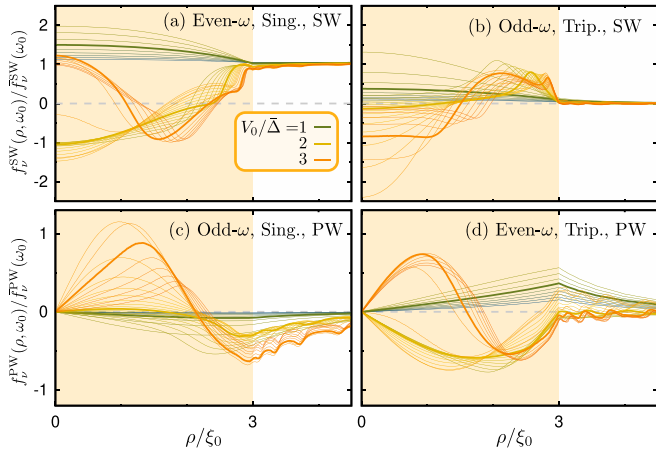 (a) Even-ω, Sing., SW
(b) Odd-ω, Trip., SW
f_ν^SW(ρ, ω₀)/f̄_ν^SW(ω₀)
2
1
0
-1
-2
V₀/Δ̄ =1
2
3
(c) Odd-ω, Sing., PW
(d) Even-ω, Trip., PW
f_ν^PW(ρ, ω₀)/f̄_ν^PW(ω₀)
1
0
-1
0 3 0 3
ρ/ξ₀ ρ/ξ₀